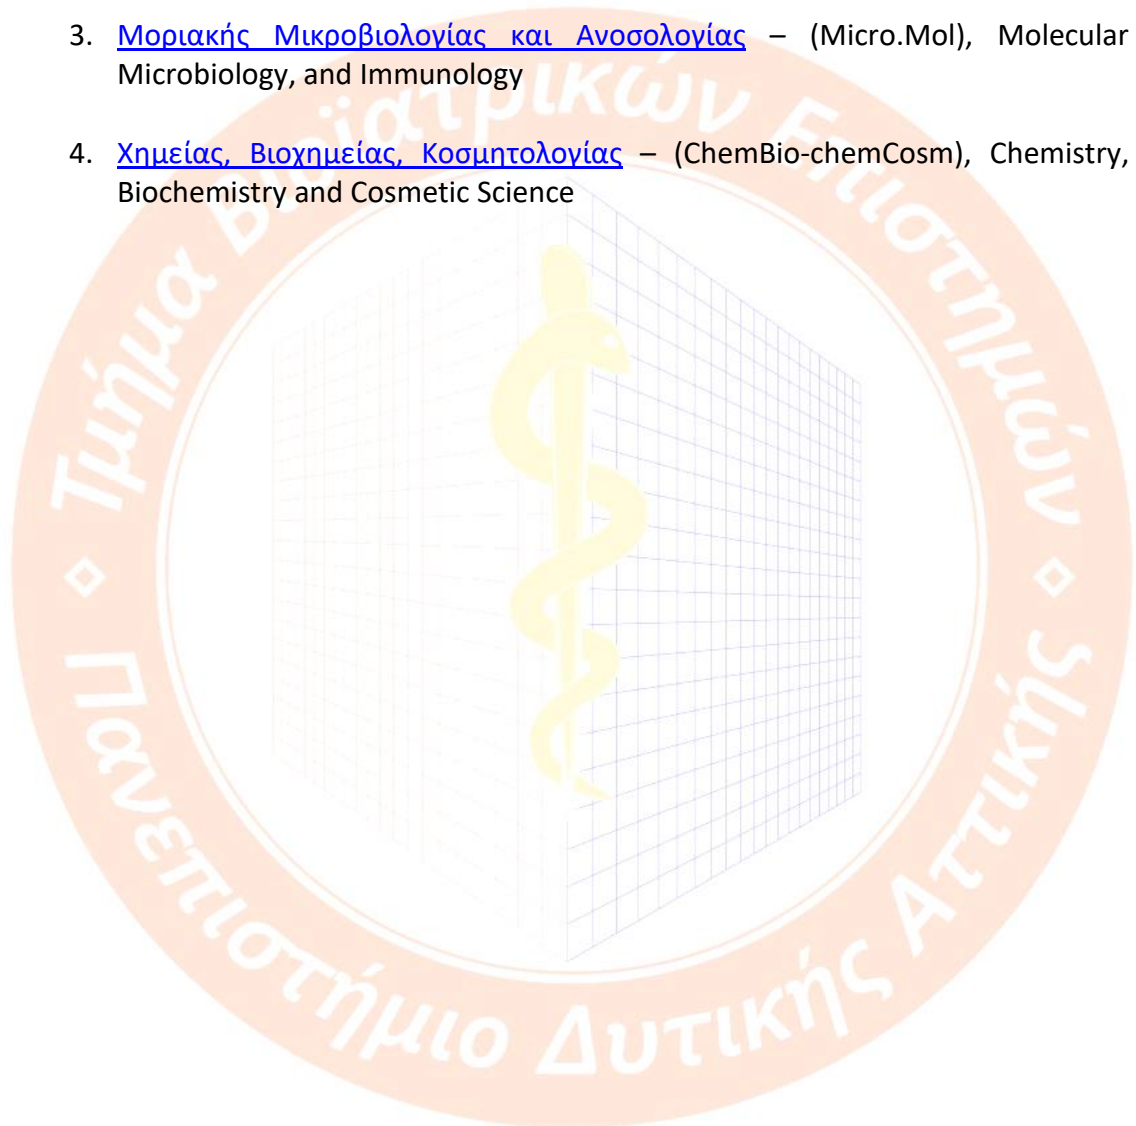 3. Μοριακής Μικροβιολογίας και Ανοσολογίας – (Micro.Mol), Molecular
Microbiology, and Immunology
4. Χημείας, Βιοχημείας, Κοσμητολογίας – (ChemBio-chemCosm), Chemistry,
Biochemistry and Cosmetic Science
Τμήμα Βιοϊατρικών Επιστημών
Πανεπιστήμιο Δυτικής Αττικής